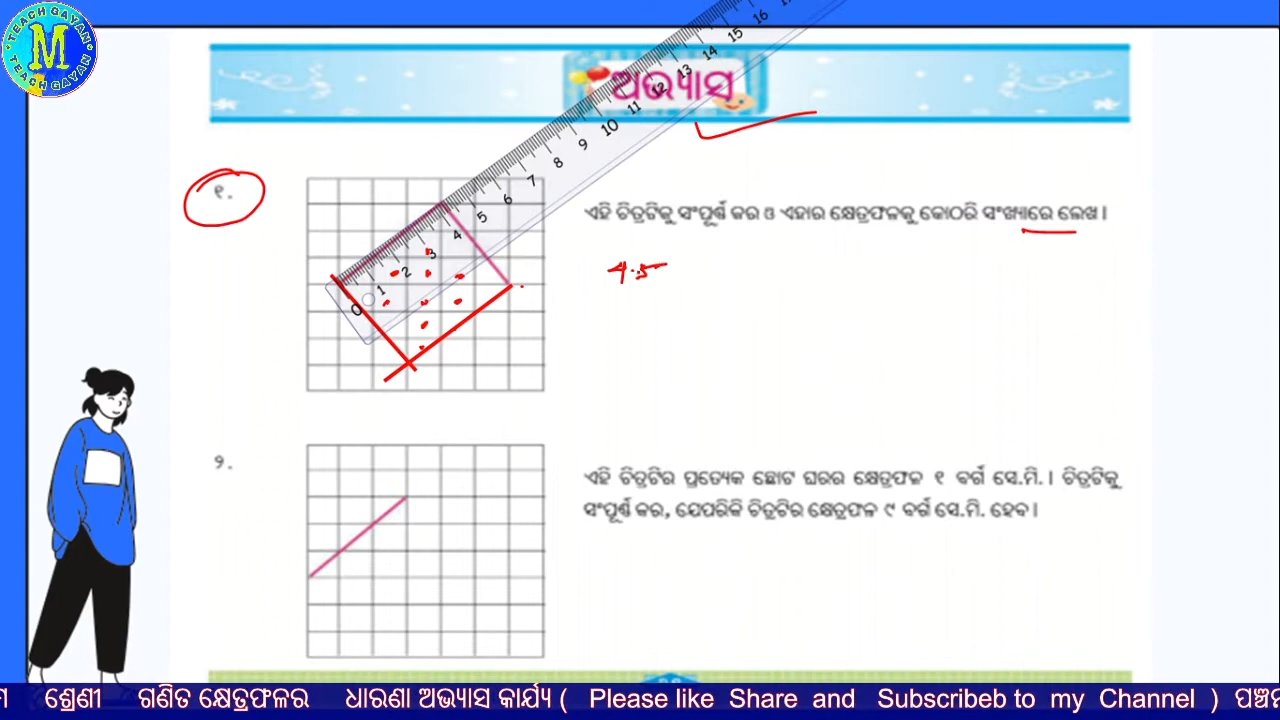 TEACH GAYAN
M
TEACH GAYAN
ଅଭ୍ୟାସ
୧.
ଏହି ଚିତ୍ରଟିକୁ ସଂପୂର୍ଣ୍ଣ କର ଓ ଏହାର କ୍ଷେତ୍ରଫଳକୁ କୋଠରି ସଂଖ୍ୟାରେ ଲେଖ।
0 1 2 3 4 5 6 7 8 9 10 11 12 13 14 15 16
୨.
ଏହି ଚିତ୍ରଟିର ପ୍ରତ୍ୟେକ ଛୋଟ ଘରର କ୍ଷେତ୍ରଫଳ ୧ ବର୍ଗ ସେ.ମି.। ଚିତ୍ରଟିକୁ
ସଂପୂର୍ଣ୍ଣ କର, ଯେପରିକି ଚିତ୍ରଟିର କ୍ଷେତ୍ରଫଳ ୯ ବର୍ଗ ସେ.ମି. ହେବ।
ଶ୍ରେଣୀ ଗଣିତ କ୍ଷେତ୍ରଫଳର ଧାରଣା ଅଭ୍ୟାସ କାର୍ଯ୍ୟ ( Please like Share and Subscribeb to my Channel )